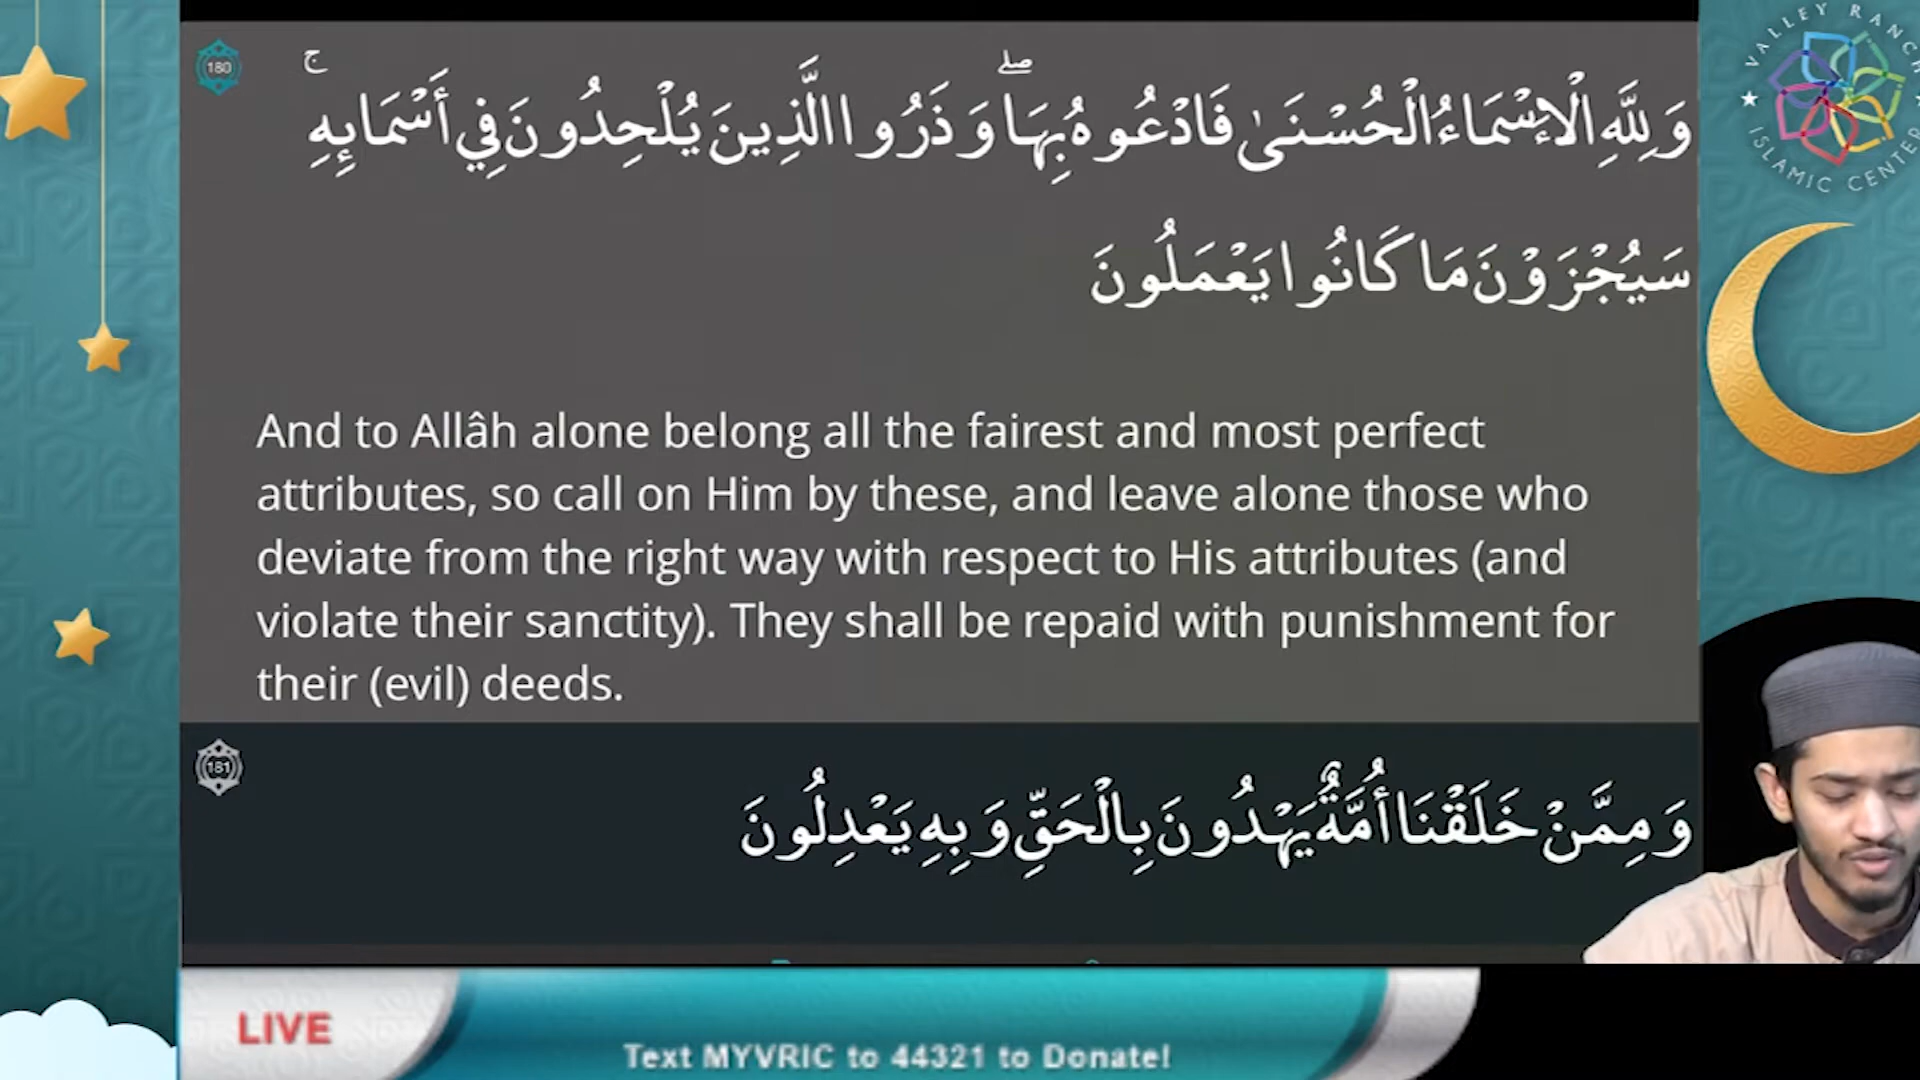 180
وَلِلَّهِ الْأَسْمَاءُ الْحُسْنَىٰ فَادْعُوهُ بِهَا ۖ وَذَرُوا الَّذِينَ يُلْحِدُونَ فِي أَسْمَائِهِ ۚ
سَيُجْزَوْنَ مَا كَانُوا يَعْمَلُونَ
And to Allâh alone belong all the fairest and most perfect
attributes, so call on Him by these, and leave alone those who
deviate from the right way with respect to His attributes (and
violate their sanctity). They shall be repaid with punishment for
their (evil) deeds.
181
وَمِمَّنْ خَلَقْنَا أُمَّةٌ يَهْدُونَ بِالْحَقِّ وَبِهِ يَعْدِلُونَ
VALLEY RANCH
ISLAMIC CENTER
LIVE
Text MYVRIC to 44321 to Donate!